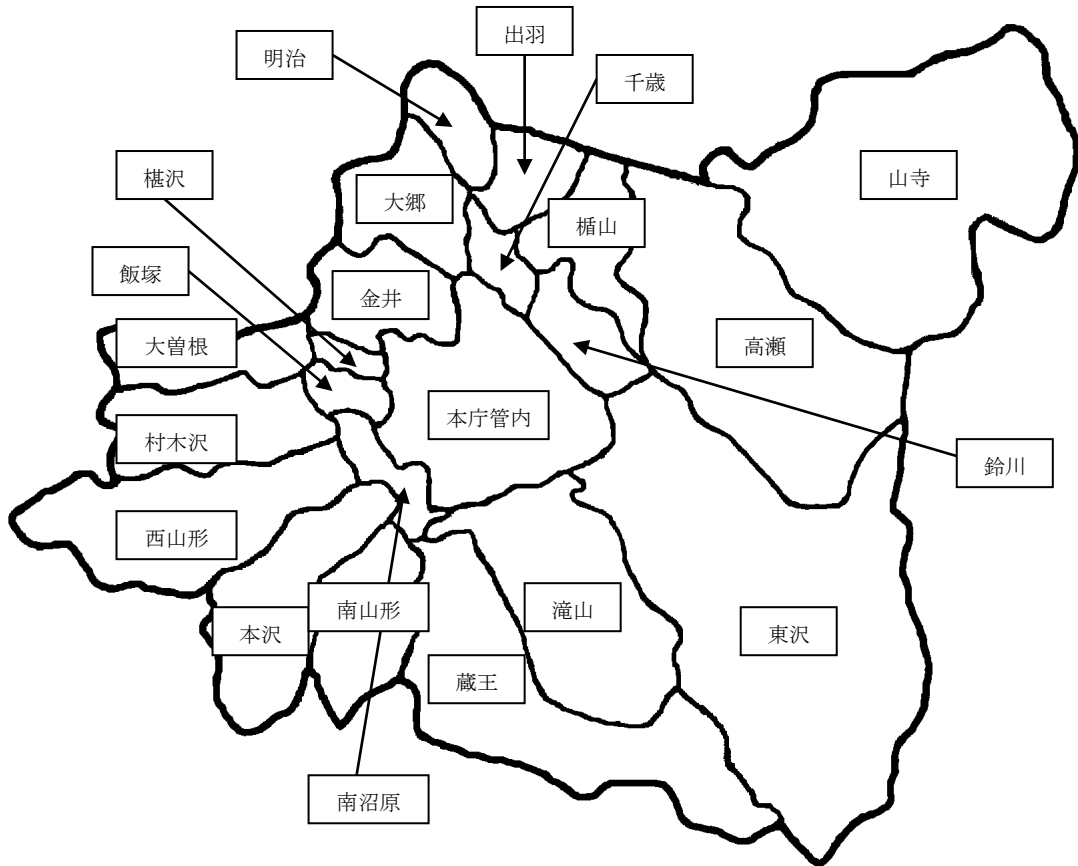 出羽
明治
千歳
椹沢
大郷
山寺
楯山
飯塚
金井
大曽根
高瀬
本庁管内
村木沢
鈴川
西山形
南山形
滝山
本沢
東沢
蔵王
南沼原